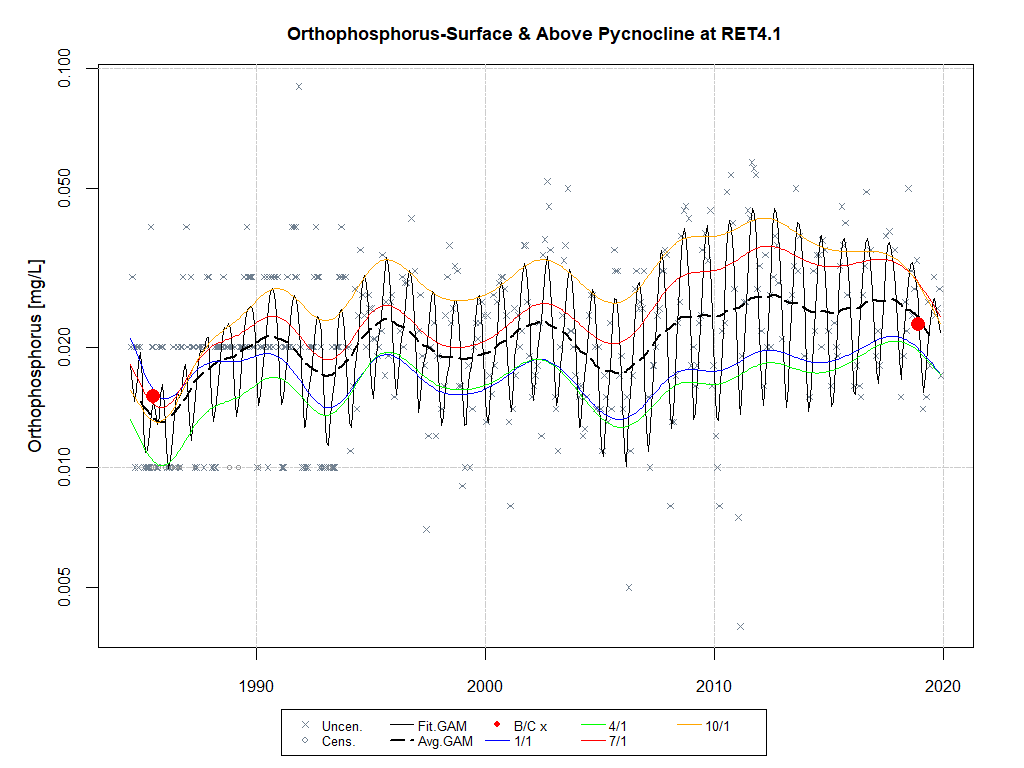 Orthophosphorus-Surface & Above Pycnocline at RET4.1
Orthophosphorus [mg/L]
0.100
0.050
0.020
0.010
0.005
1990 2000 2010 2020
Uncen. Fit.GAM B/C x 4/1 10/1
Cens. Avg.GAM 1/1 7/1